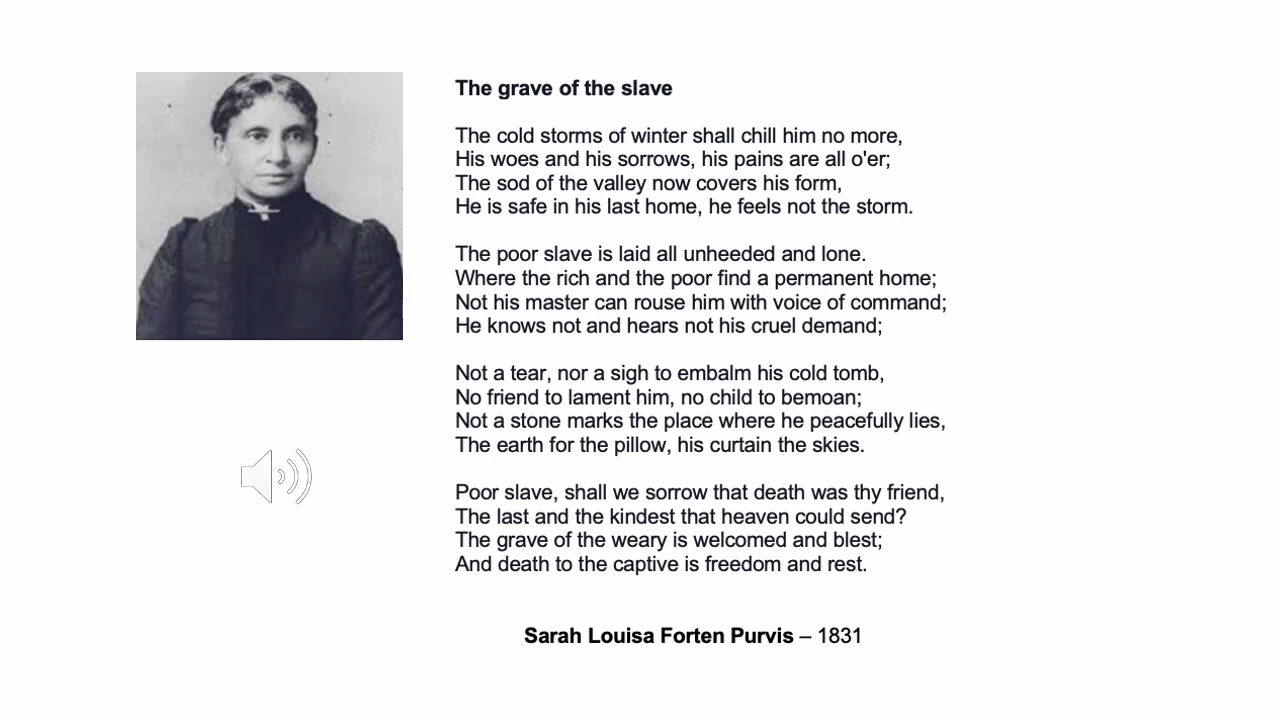 The grave of the slave
The cold storms of winter shall chill him no more,
His woes and his sorrows, his pains are all o'er;
The sod of the valley now covers his form,
He is safe in his last home, he feels not the storm.
The poor slave is laid all unheeded and lone.
Where the rich and the poor find a permanent home;
Not his master can rouse him with voice of command;
He knows not and hears not his cruel demand;
Not a tear, nor a sigh to embalm his cold tomb,
No friend to lament him, no child to bemoan;
Not a stone marks the place where he peacefully lies,
The earth for the pillow, his curtain the skies.
Poor slave, shall we sorrow that death was thy friend,
The last and the kindest that heaven could send?
The grave of the weary is welcomed and blest;
And death to the captive is freedom and rest.
Sarah Louisa Forten Purvis – 1831